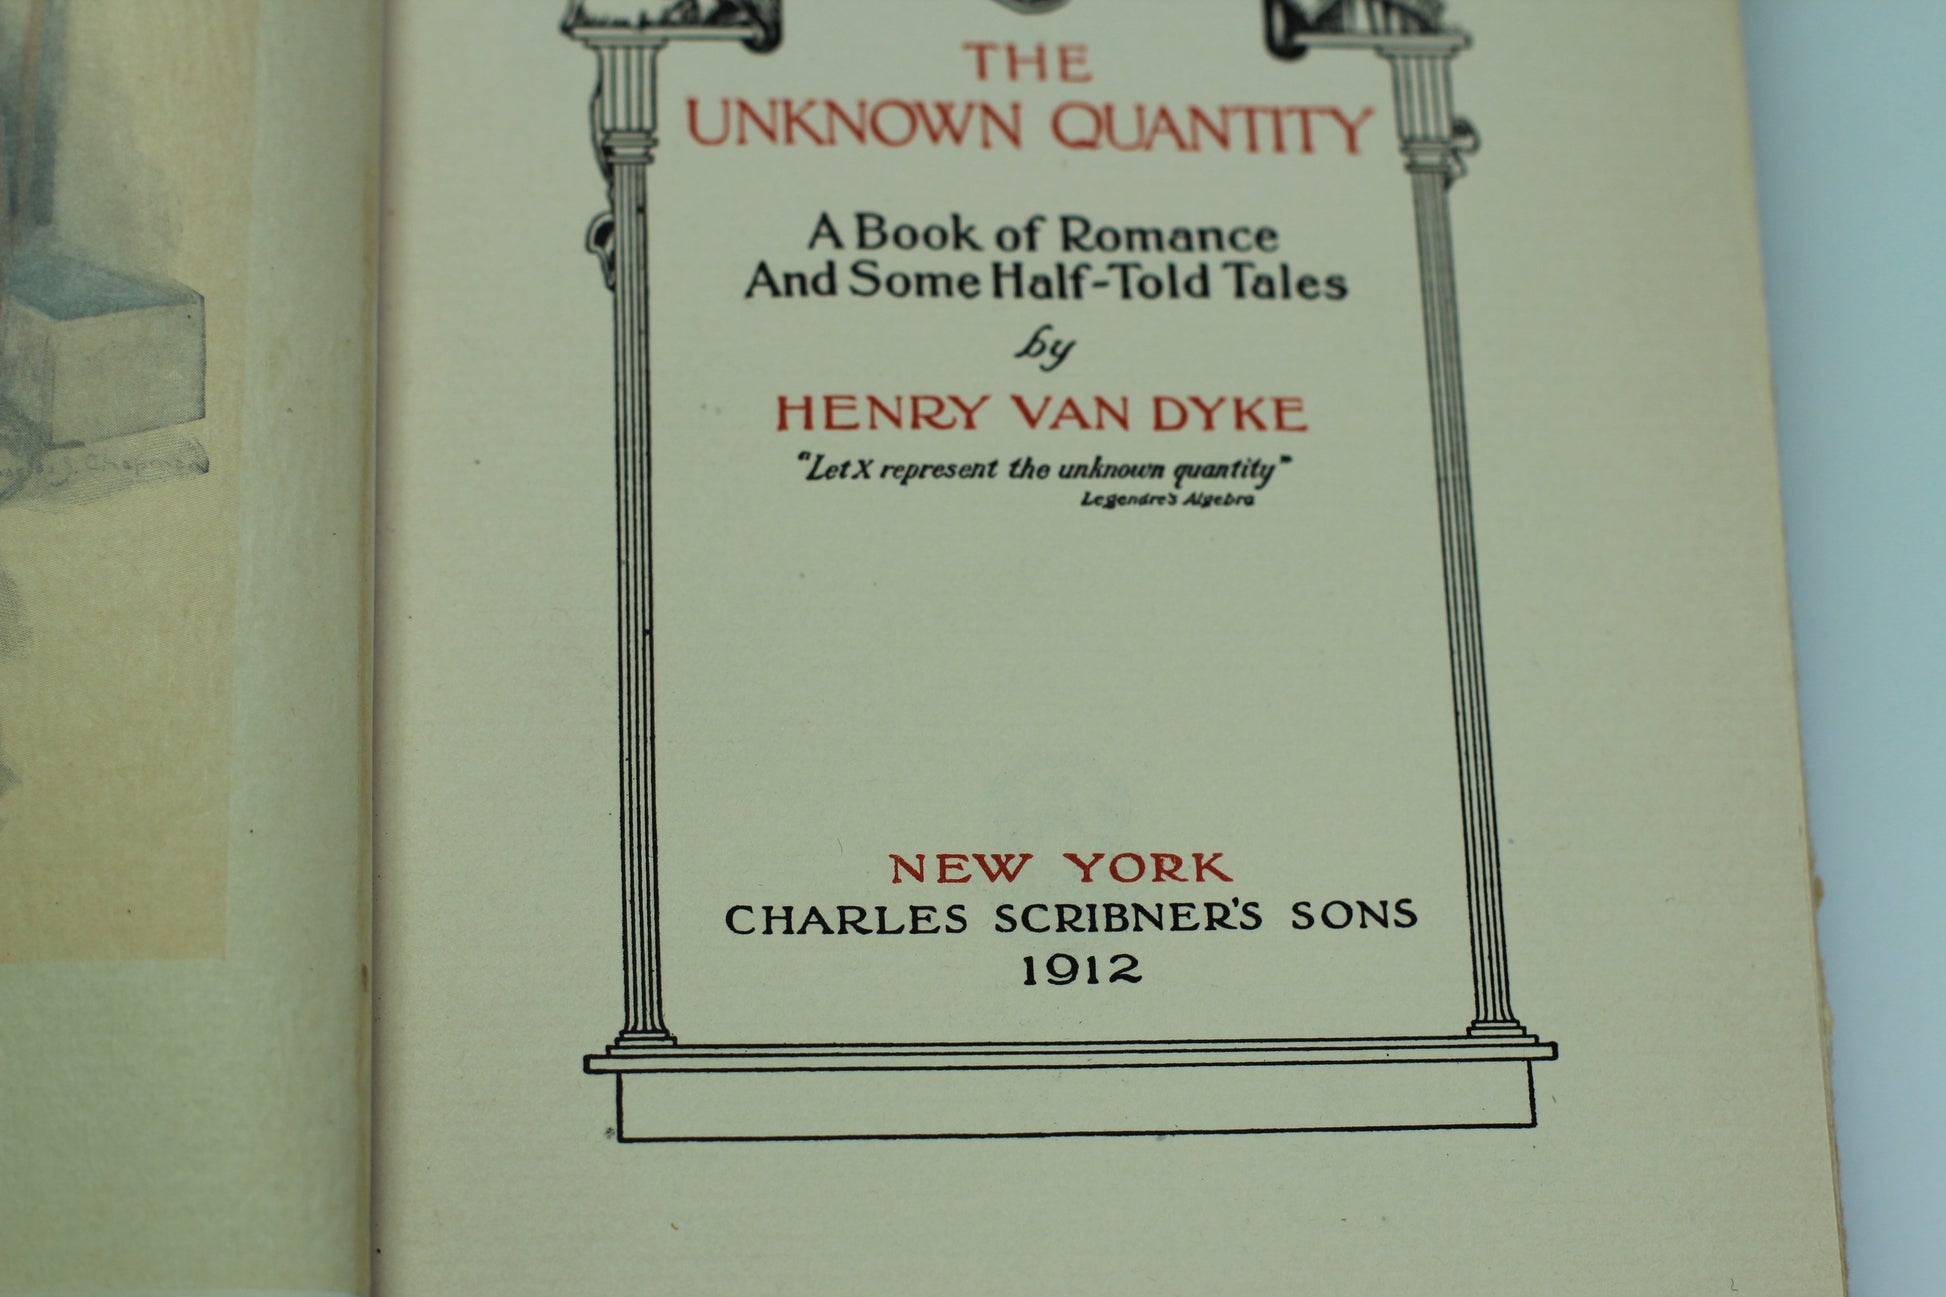 THE
UNKNOWN QUANTITY
A Book of Romance
And Some Half-Told Tales
by
HENRY VAN DYKE
"Let X represent the unknown quantity"
Legendre's Algebra
NEW YORK
CHARLES SCRIBNER'S SONS
1912
J. Chapman